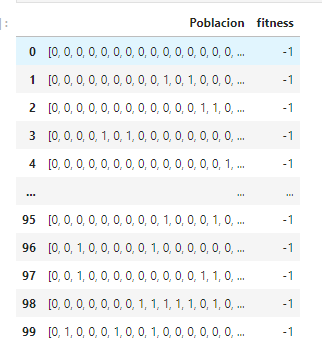 Poblacion fitness
0 [0, 0, 0, 0, 0, 0, 0, 0, 0, 0, 0, 0, 0, 0, 0, ... -1
1 [0, 0, 0, 0, 0, 0, 0, 0, 0, 1, 0, 1, 0, 0, 0, ... -1
2 [0, 0, 0, 0, 0, 0, 0, 0, 0, 0, 0, 0, 1, 1, 0, ... -1
3 [0, 0, 0, 0, 1, 0, 1, 0, 0, 0, 0, 0, 0, 0, 0, ... -1
4 [0, 0, 0, 0, 0, 0, 0, 0, 0, 0, 0, 0, 0, 0, 1, ... -1
... ... ...
95 [0, 0, 0, 0, 0, 0, 0, 0, 0, 1, 0, 0, 0, 1, 0, ... -1
96 [0, 0, 1, 0, 0, 0, 0, 0, 1, 0, 0, 0, 0, 0, 0, ... -1
97 [0, 0, 1, 0, 0, 0, 0, 0, 0, 0, 0, 0, 1, 1, 0, ... -1
98 [0, 0, 0, 0, 0, 0, 0, 1, 1, 1, 1, 1, 0, 1, 0, ... -1
99 [0, 1, 0, 0, 0, 1, 0, 0, 1, 0, 0, 0, 0, 0, 0, ... -1